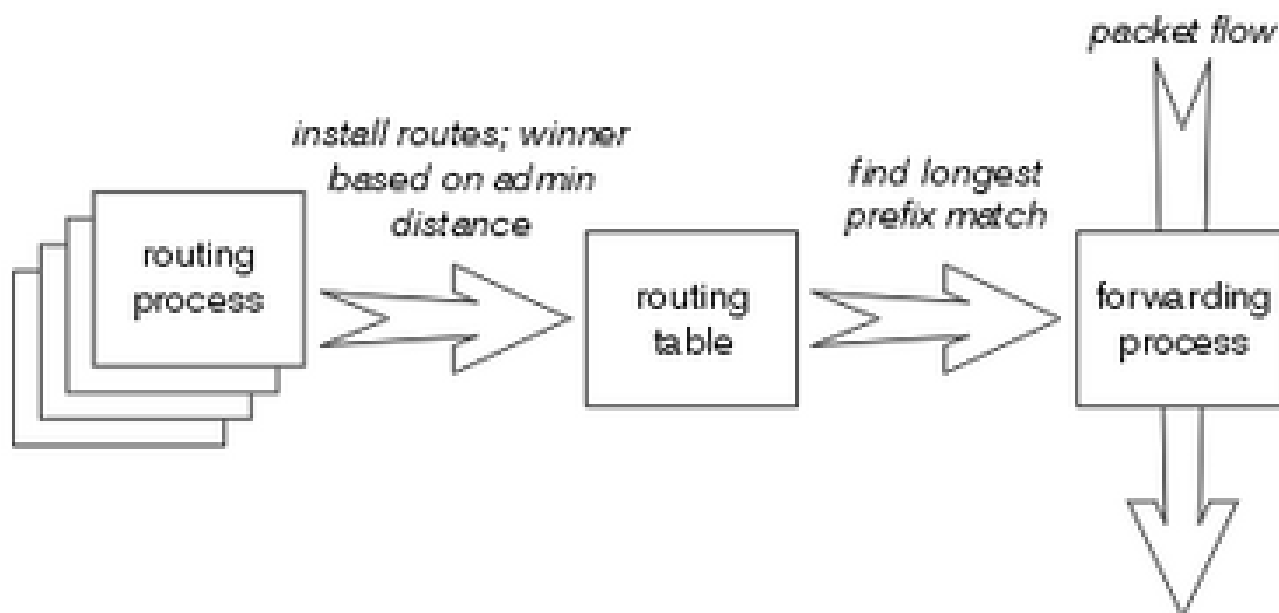 packet flow
install routes; winner
based on admin
distance
find longest
prefix match
routing
process
routing
table
forwarding
process